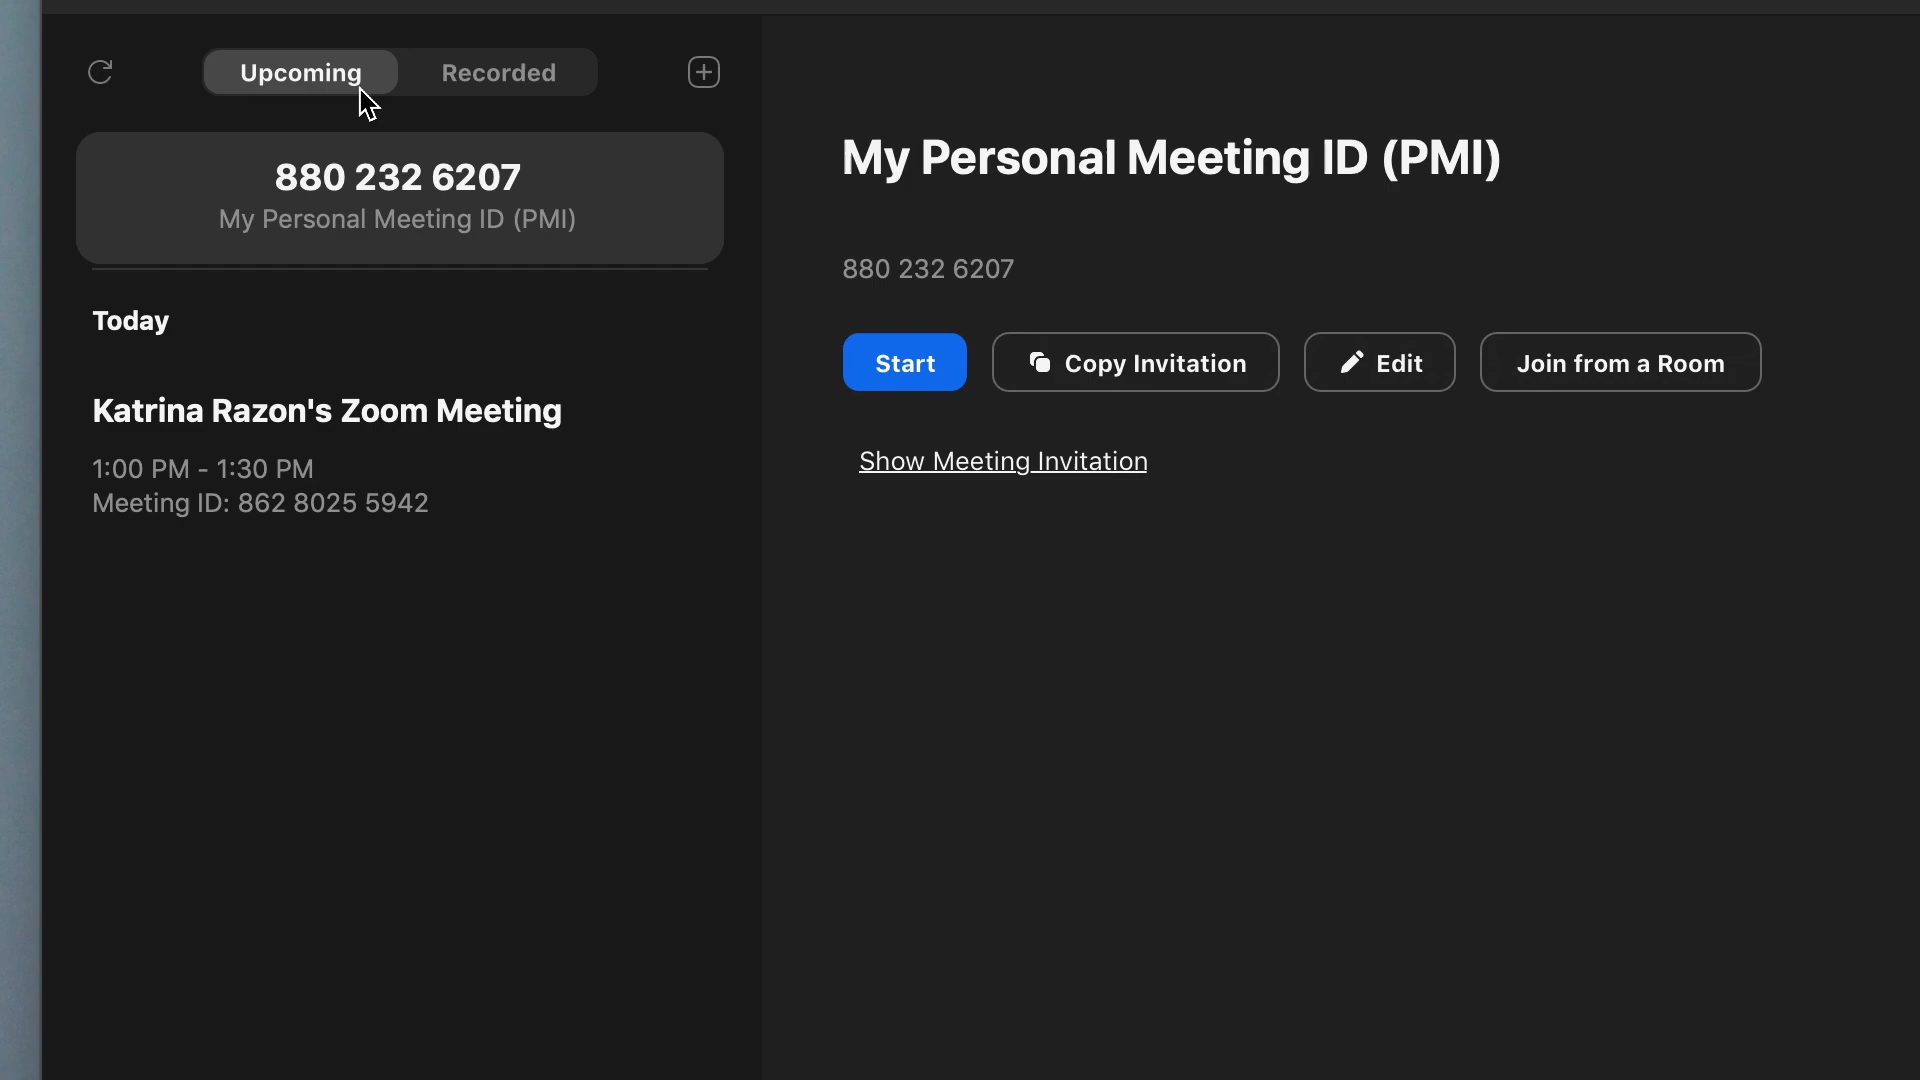 Upcoming
Recorded
880 232 6207
My Personal Meeting ID (PMI)
Today
Katrina Razon's Zoom Meeting
1:00 PM - 1:30 PM
Meeting ID: 862 8025 5942
My Personal Meeting ID (PMI)
880 232 6207
Start
Copy Invitation
Edit
Join from a Room
Show Meeting Invitation